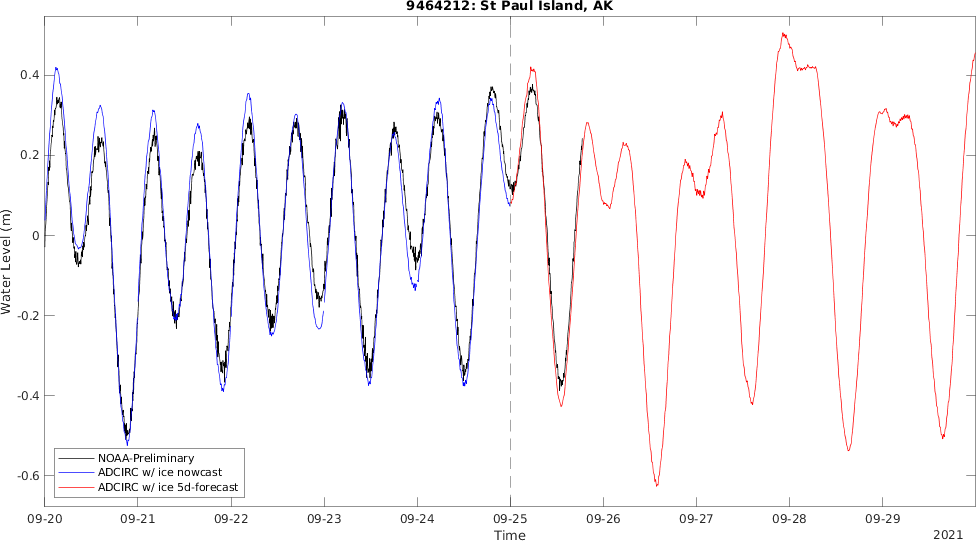 9464212: St Paul Island, AK
Water Level (m)
0.4
0.2
0
-0.2
-0.4
-0.6
NOAA-Preliminary
ADCIRC w/ ice nowcast
ADCIRC w/ ice 5d-forecast
09-20 09-21 09-22 09-23 09-24 09-25 09-26 09-27 09-28 09-29
Time
2021